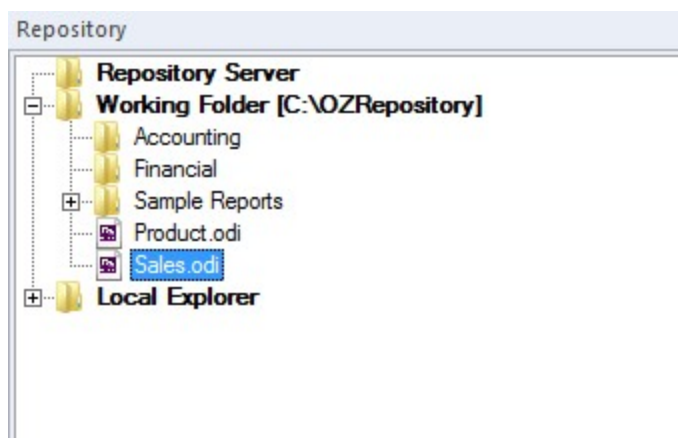 Repository
Repository Server
Working Folder [C:\OZRepository]
Accounting
Financial
Sample Reports
Product.odi
Sales.odi
Local Explorer